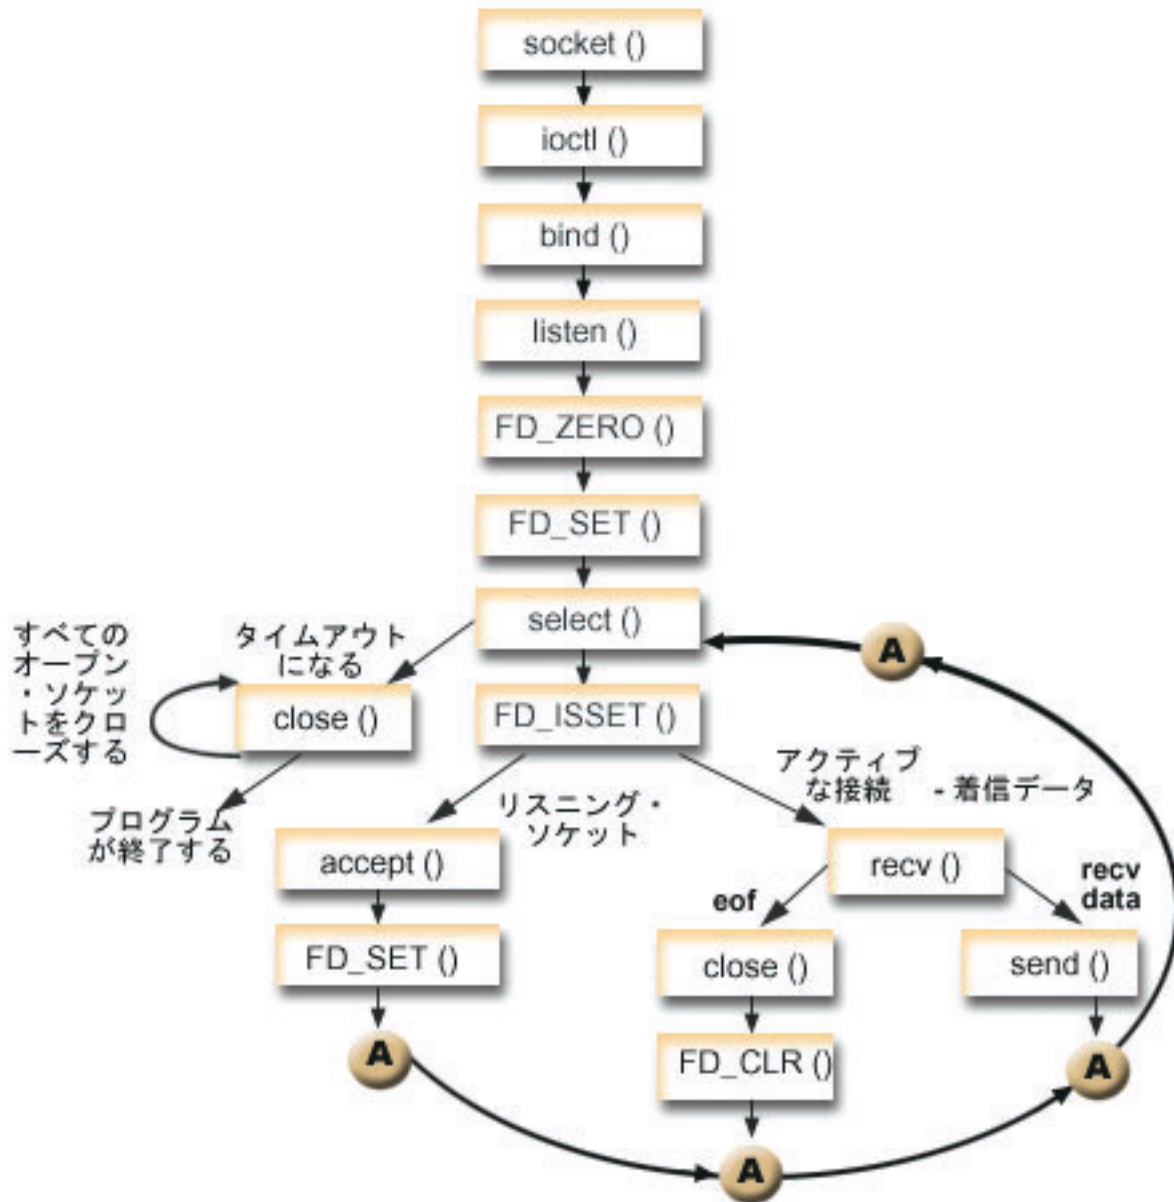 socket ()
ioctl ()
bind ()
listen ()
FD_ZERO ()
FD_SET ()
select ()
A
すべての
オープン
・ソケッ
トをクロ
ーズする
タイムアウト
になる
close ()
FD_ISSET ()
プログラム
が終了する
リスニング・
ソケット
アクティブ
な接続 - 着信データ
accept ()
recv ()
eof
recv
data
FD_SET ()
close ()
send ()
A
FD_CLR ()
A
A